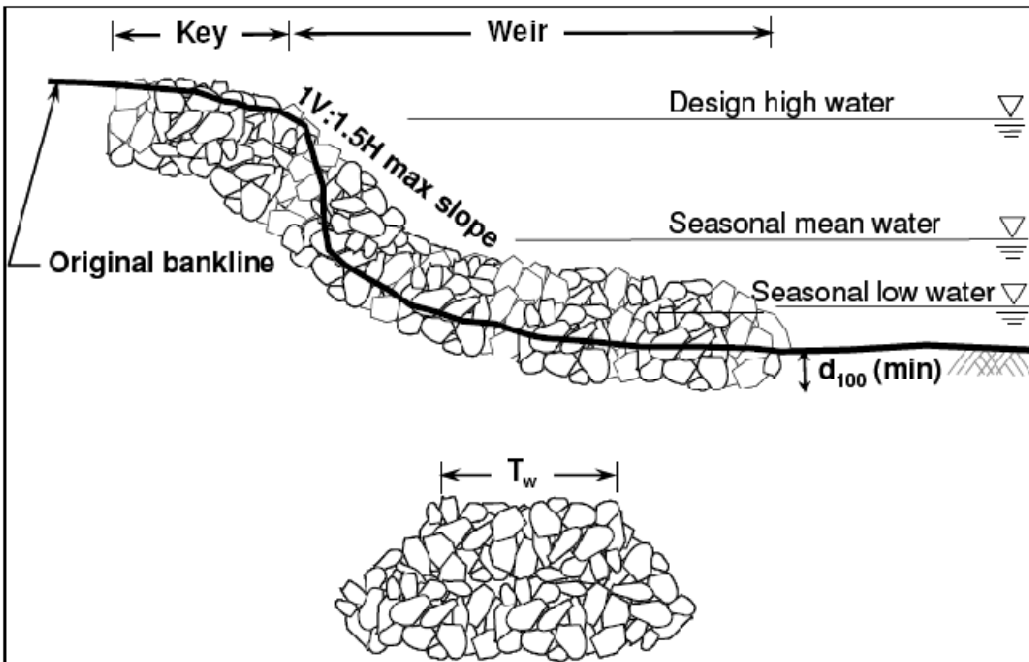 Key
Weir
Design high water
1V:1.5H max slope
Seasonal mean water
Original bankline
Seasonal low water
d₁₀₀ (min)
T_w